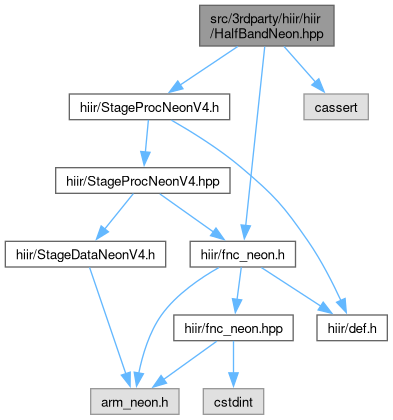 src/3rdparty/hiir/hiir
/HalfBandNeon.hpp
hiir/StageProcNeonV4.h
cassert
hiir/StageProcNeonV4.hpp
hiir/StageDataNeonV4.h
hiir/fnc_neon.h
hiir/fnc_neon.hpp
hiir/def.h
arm_neon.h
cstdint